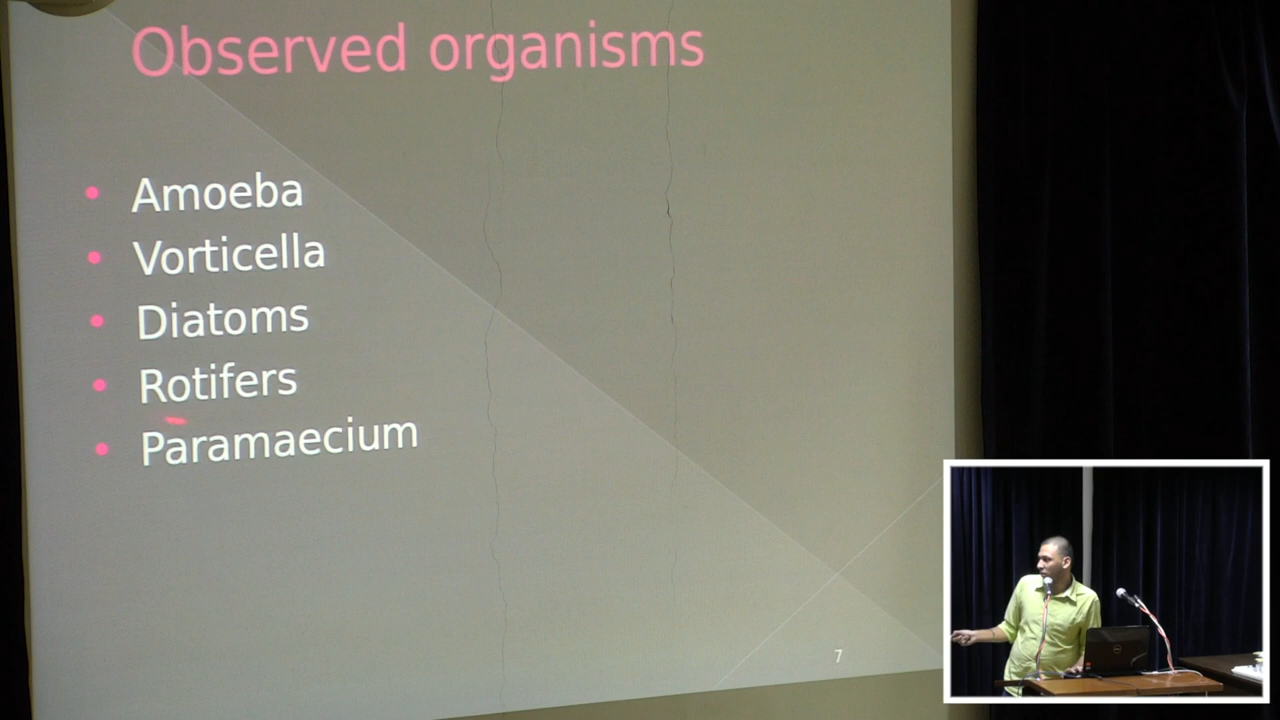 Observed organisms
• Amoeba
• Vorticella
• Diatoms
• Rotifers
• Paramaecium
7